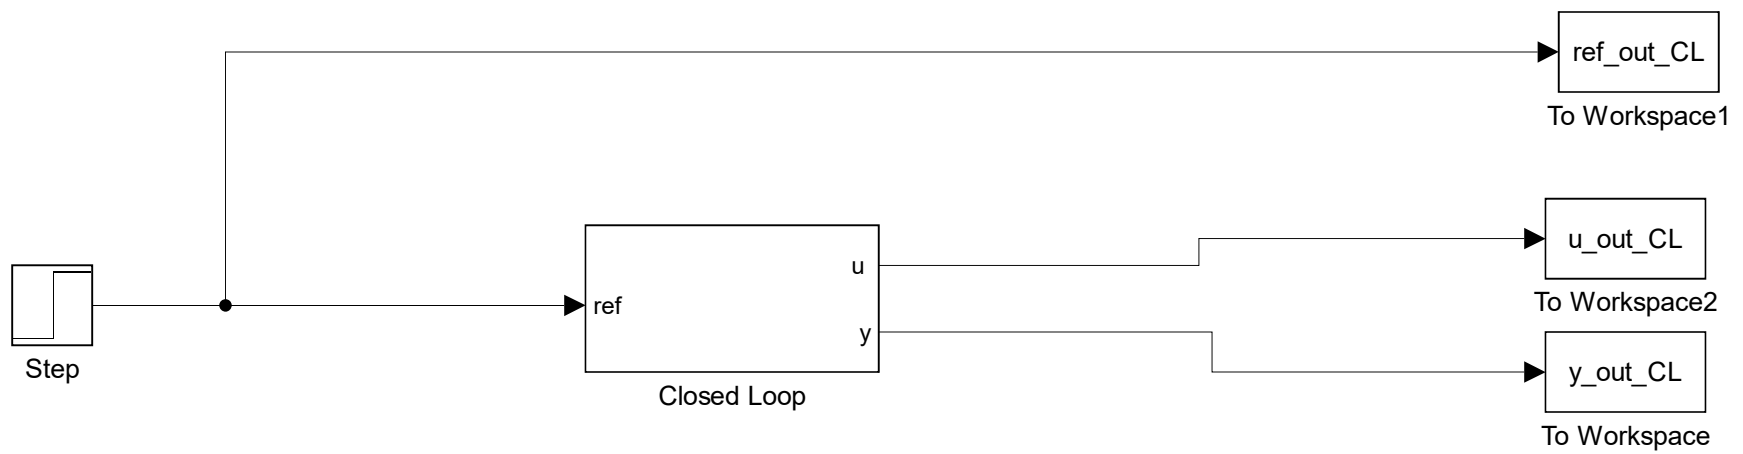 ref_out_CL
To Workspace1
u_out_CL
To Workspace2
u
ref
y
Step
Closed Loop
y_out_CL
To Workspace